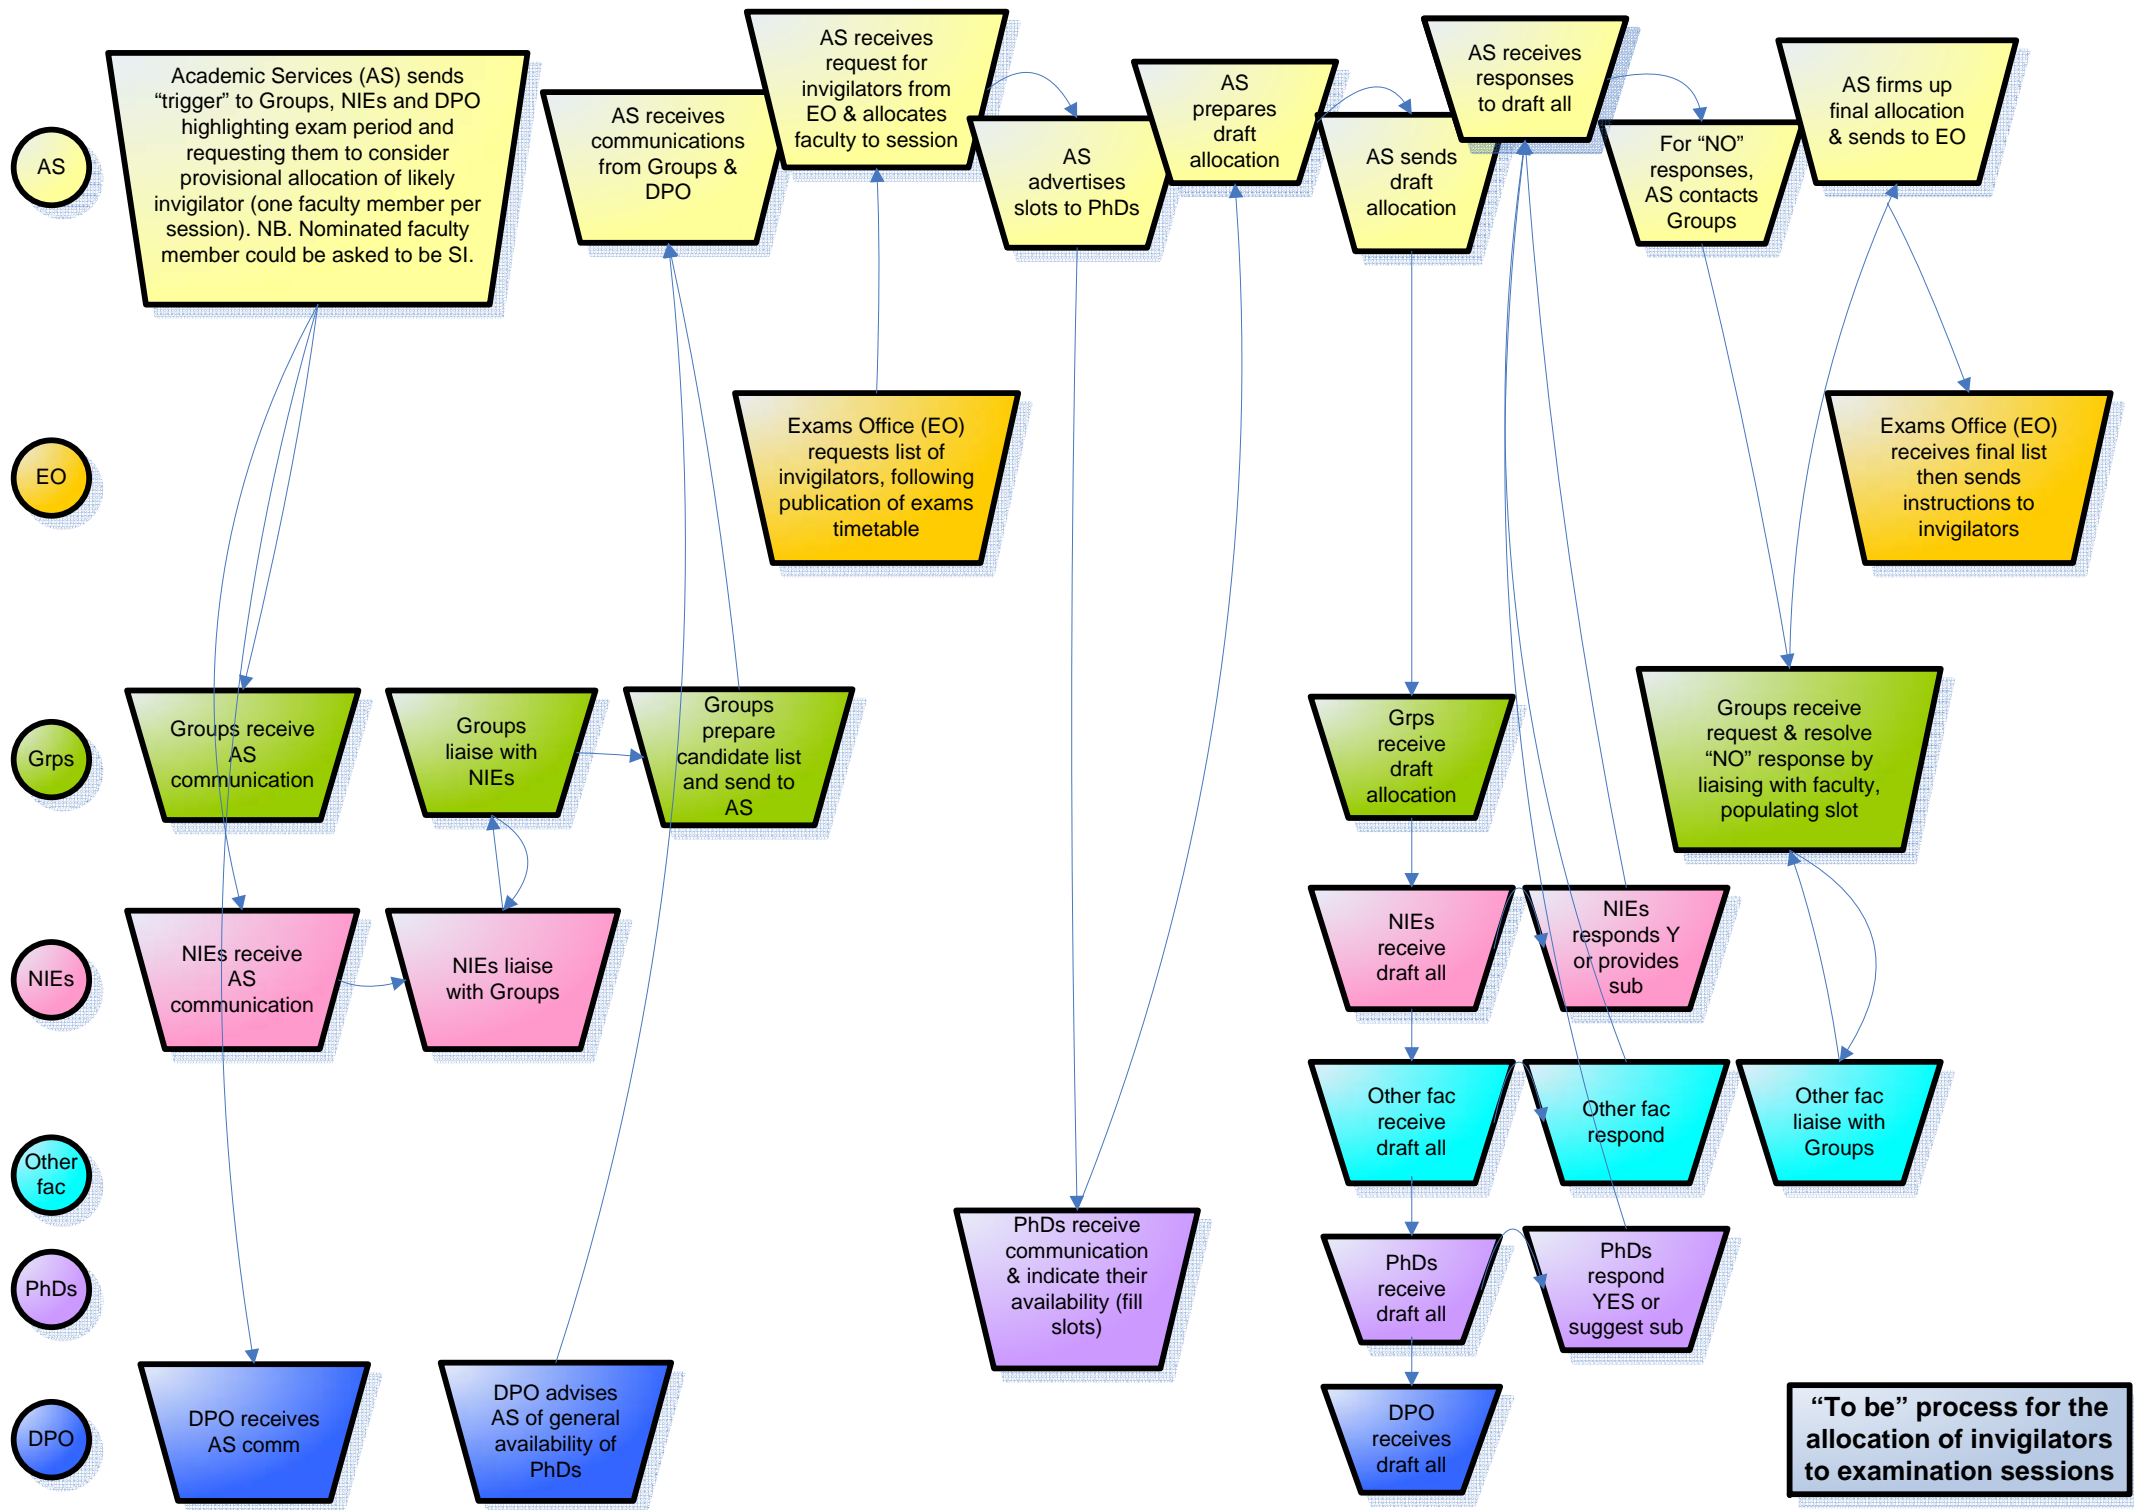 AS
Academic Services (AS) sends
“trigger” to Groups, NIEs and DPO
highlighting exam period and
requesting them to consider
provisional allocation of likely
invigilator (one faculty member per
session). NB. Nominated faculty
member could be asked to be SI.
AS receives
communications
from Groups &
DPO
AS receives
request for
invigilators from
EO & allocates
faculty to session
AS
advertises
slots to PhDs
AS
prepares
draft
allocation
AS sends
draft
allocation
AS receives
responses
to draft all
For “NO”
responses,
AS contacts
Groups
AS firms up
final allocation
& sends to EO
EO
Exams Office (EO)
requests list of
invigilators, following
publication of exams
timetable
Exams Office (EO)
receives final list
then sends
instructions to
invigilators
Grps
Groups receive
AS
communication
Groups
liaise with
NIEs
Groups
prepare
candidate list
and send to
AS
Grps
receive
draft
allocation
Groups receive
request & resolve
“NO” response by
liaising with faculty,
populating slot
NIEs
NIEs receive
AS
communication
NIEs liaise
with Groups
NIEs
receive
draft all
NIEs
responds Y
or provides
sub
Other
fac
Other fac
receive
draft all
Other fac
respond
Other fac
liaise with
Groups
PhDs
PhDs receive
communication
& indicate their
availability (fill
slots)
PhDs
receive
draft all
PhDs
respond
YES or
suggest sub
DPO
DPO receives
AS comm
DPO advises
AS of general
availability of
PhDs
DPO
receives
draft all
“To be” process for the
allocation of invigilators
to examination sessions